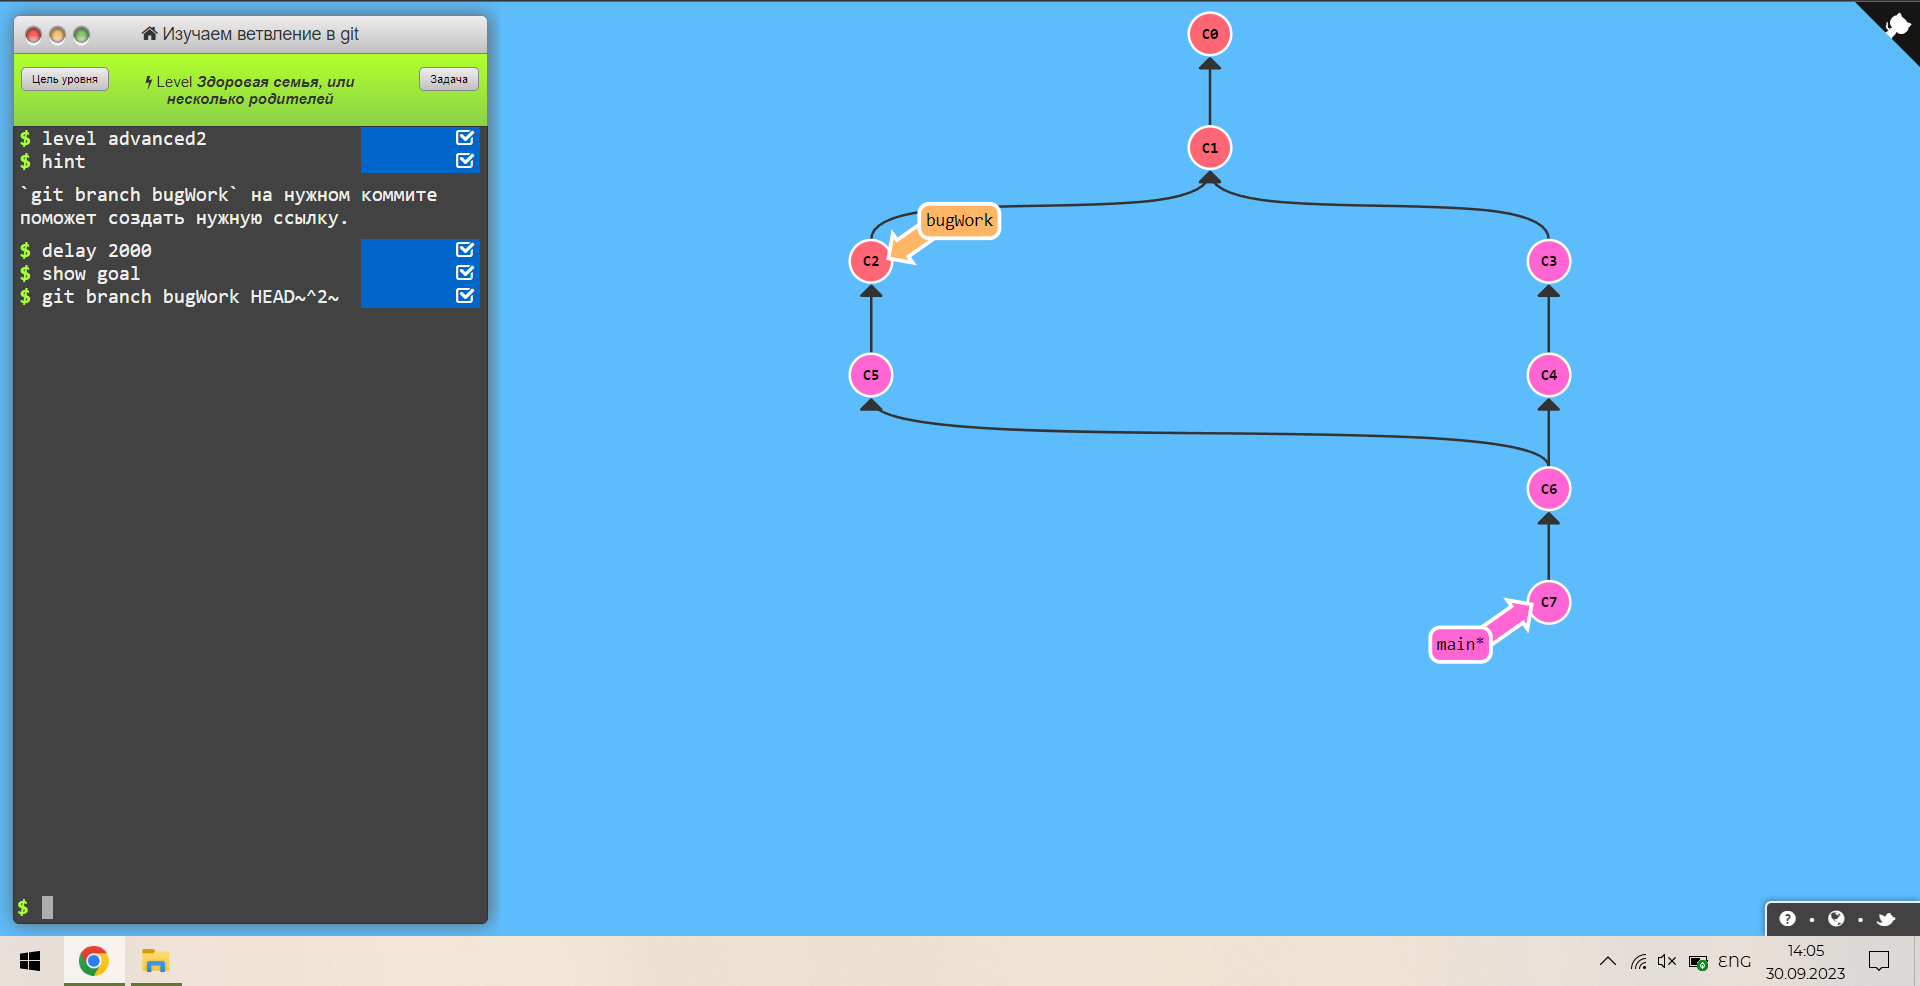 Изучаем ветвление в git
Цель уровня
Level Здоровая семья, или
несколько родителей
Задача
$ level advanced2
$ hint
`git branch bugWork` на нужном коммите
поможет создать нужную ссылку.
$ delay 2000
$ show goal
$ git branch bugWork HEAD~^2~
$
C0
C1
bugWork
C2
C3
C5
C4
C6
C7
main*
?
ENG
14:05
30.09.2023